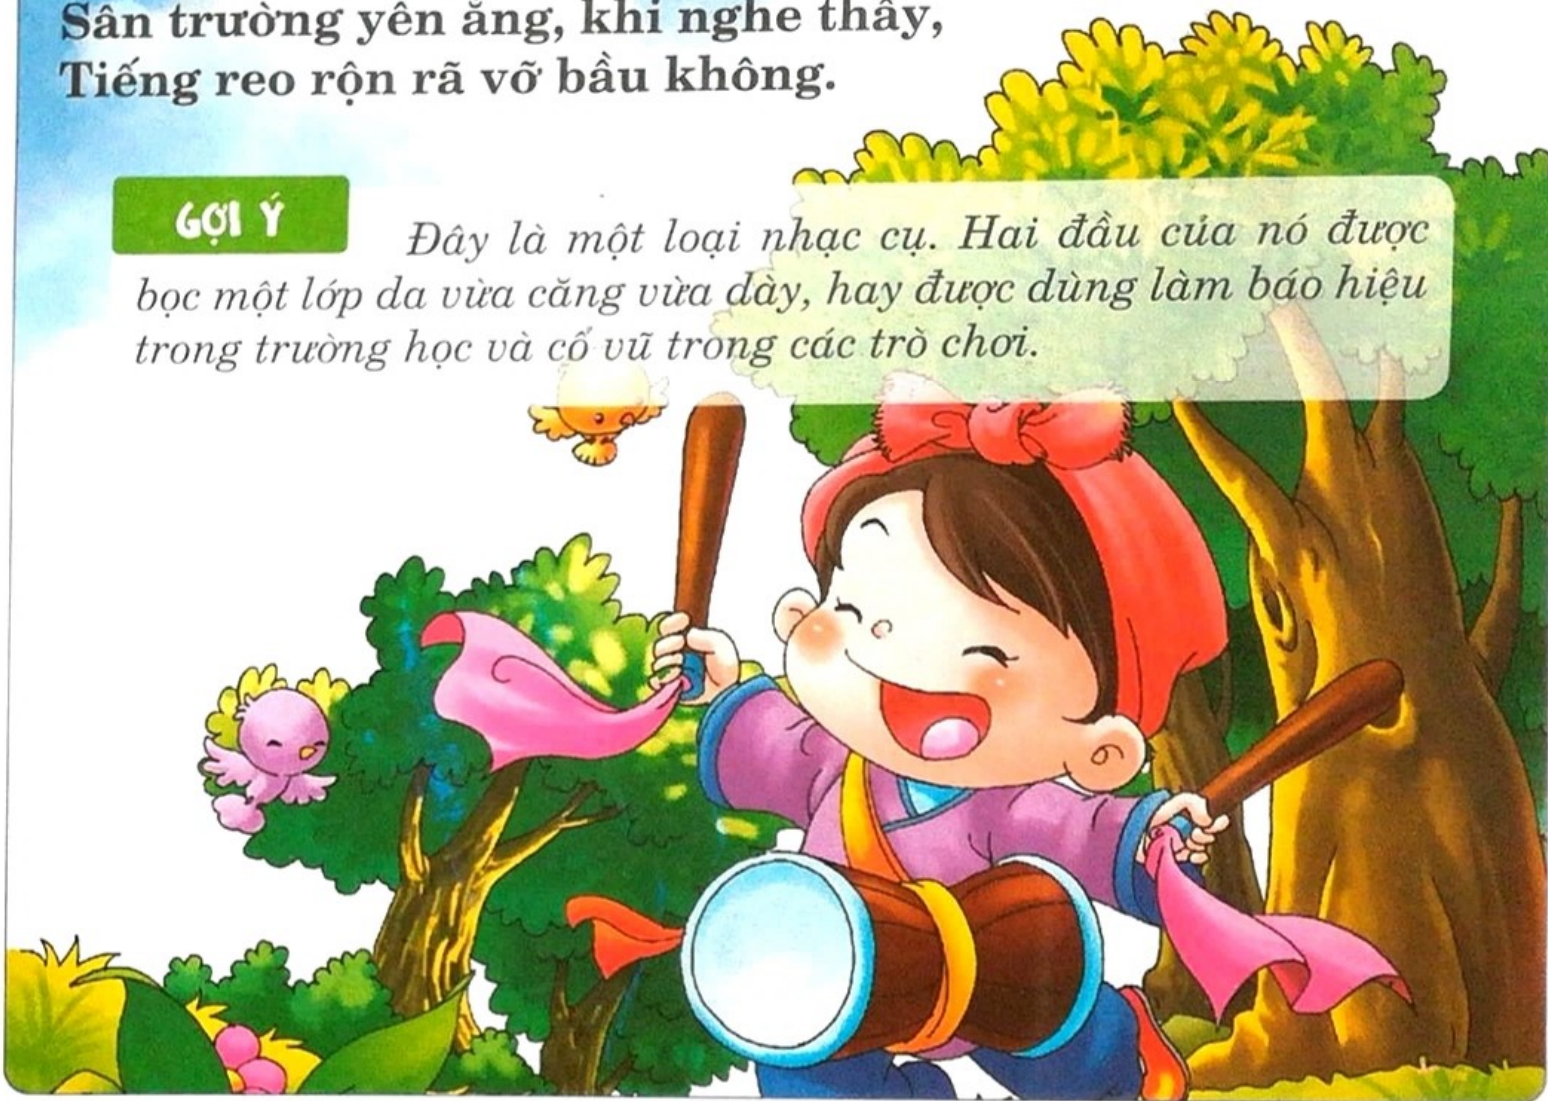 Sân trường yên ắng, khi nghe thấy,
Tiếng reo rộn rã vỡ bầu không.
GỢI Ý
Đây là một loại nhạc cụ. Hai đầu của nó được
bọc một lớp da vừa căng vừa dày, hay được dùng làm báo hiệu
trong trường học và cổ vũ trong các trò chơi.